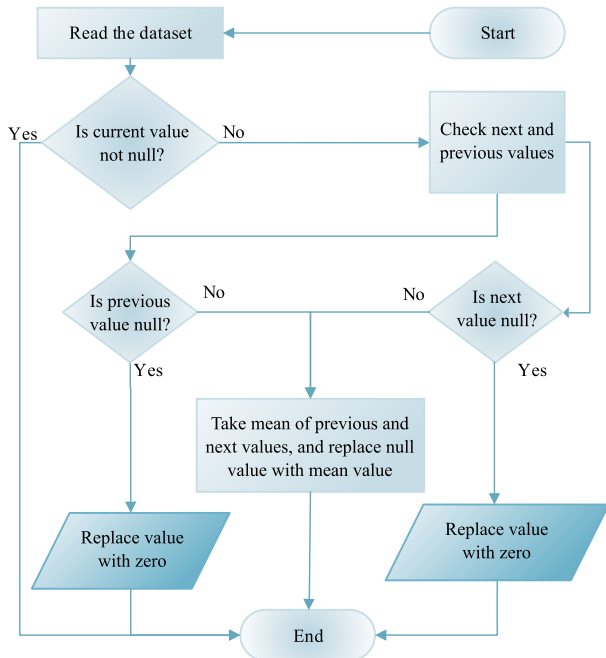 Read the dataset
Start
Yes
Is current value
not null?
No
Check next and
previous values
Is previous
value null?
No
No
Is next
value null?
Yes
Yes
Take mean of previous and
next values, and replace null
value with mean value
Replace value
with zero
Replace value
with zero
End